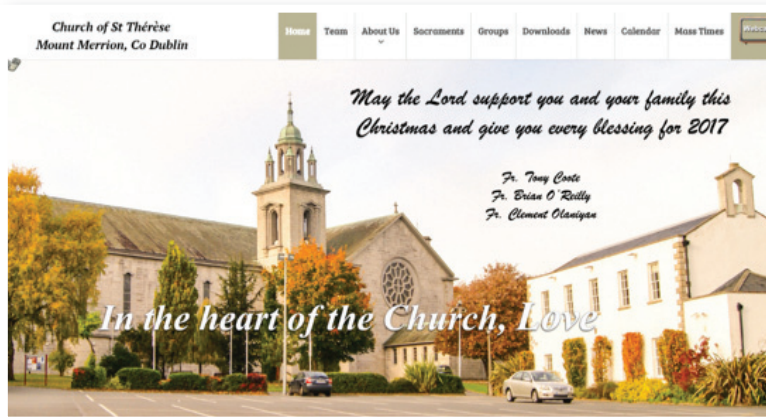 Church of St Thérèse
Mount Merrion, Co Dublin
Home Team About Us Sacraments Groups Downloads News Calendar Mass Times
May the Lord support you and your family this
Christmas and give you every blessing for 2017
Fr. Tony Coote
Fr. Brian O'Reilly
Fr. Clement Olaniyan
In the heart of the Church, Love